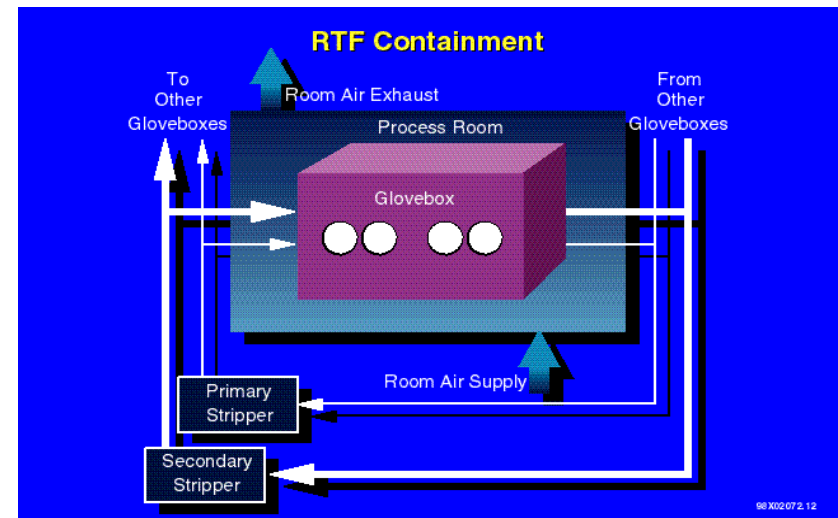 RTF Containment
To
Other
Gloveboxes
Room Air Exhaust
From
Other
Gloveboxes
Process Room
Glovebox
Room Air Supply
Primary
Stripper
Secondary
Stripper
98X02072.12